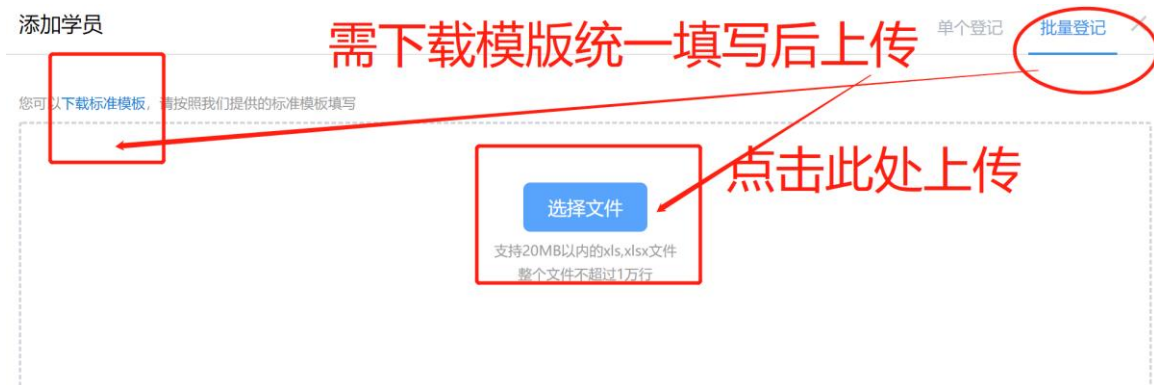 添加学员
需下载模版统一填写后上传
单个登记
批量登记
您可以下载标准模板，请按照我们提供的标准模板填写
点击此处上传
选择文件
支持20MB以内的xls,xlsx文件
整个文件不超过1万行